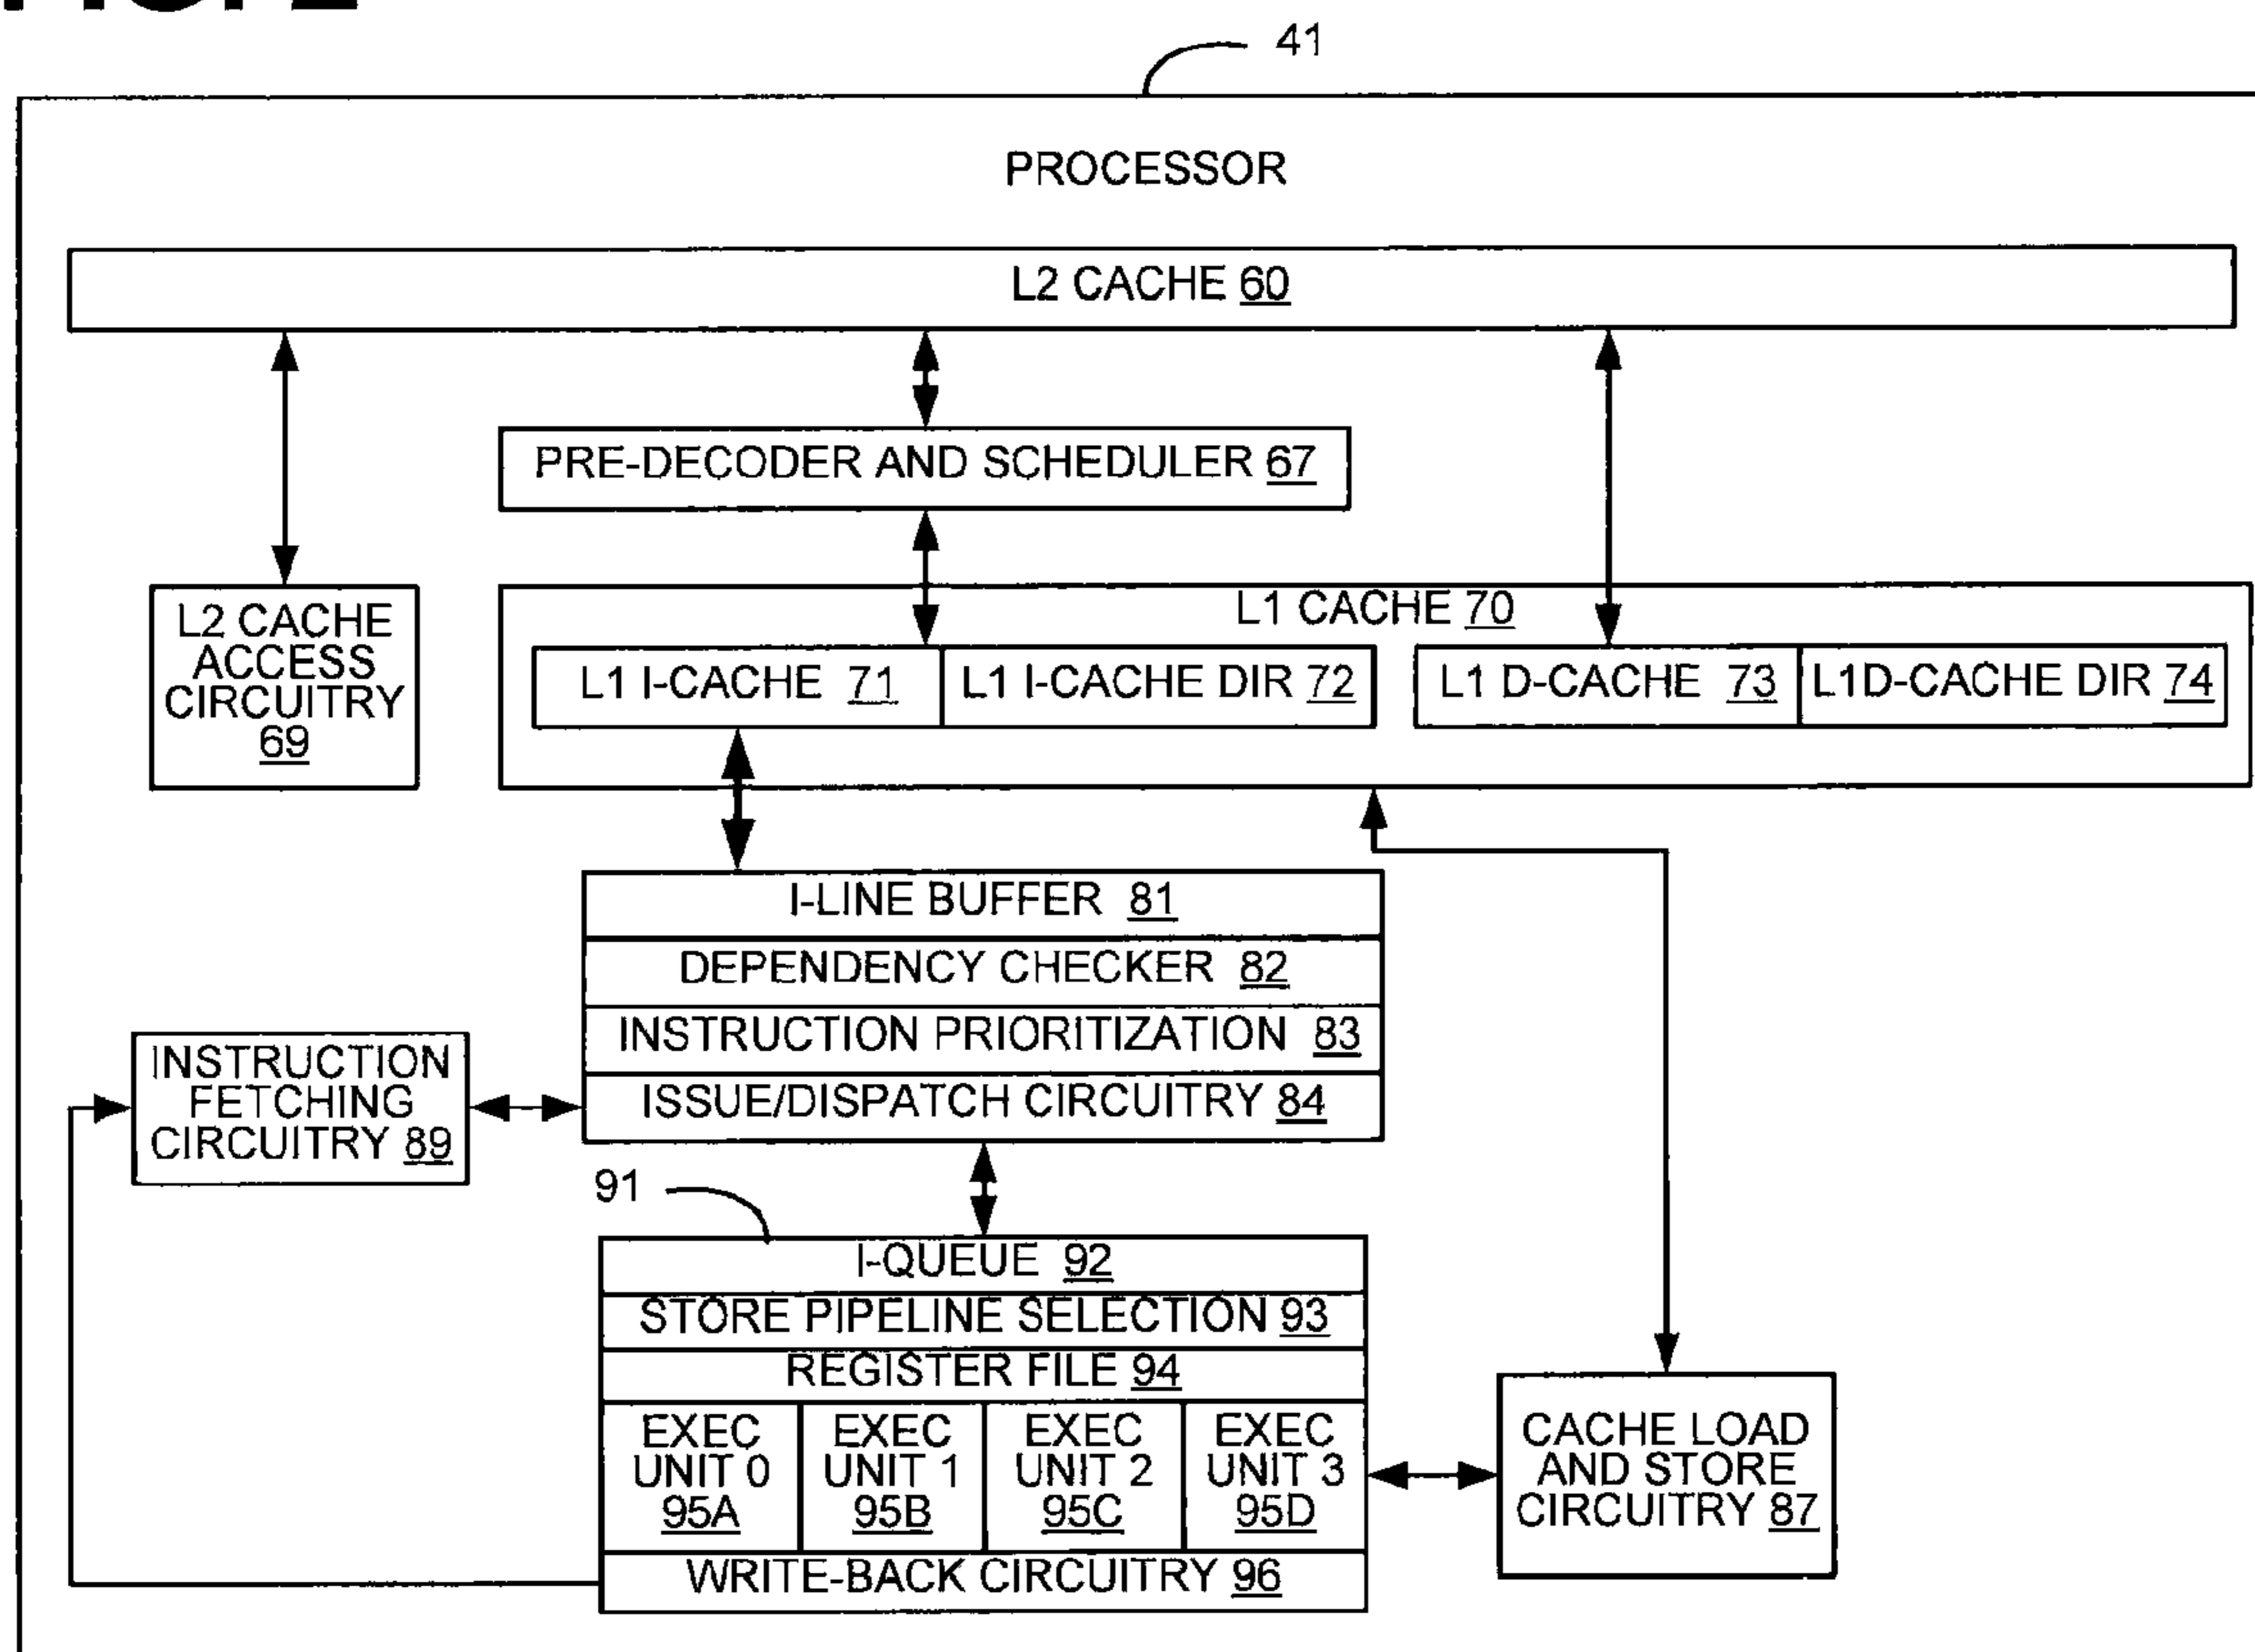 41
PROCESSOR
L2 CACHE 60
PRE-DECODER AND SCHEDULER 67
L2 CACHE
ACCESS
CIRCUITRY
69
L1 CACHE 70
L1 I-CACHE 71
L1 I-CACHE DIR 72
L1 D-CACHE 73
L1D-CACHE DIR 74
I-LINE BUFFER 81
DEPENDENCY CHECKER 82
INSTRUCTION PRIORITIZATION 83
ISSUE/DISPATCH CIRCUITRY 84
INSTRUCTION
FETCHING
CIRCUITRY 89
91
I-QUEUE 92
STORE PIPELINE SELECTION 93
REGISTER FILE 94
EXEC
UNIT 0
95A
EXEC
UNIT 1
95B
EXEC
UNIT 2
95C
EXEC
UNIT 3
95D
WRITE-BACK CIRCUITRY 96
CACHE LOAD
AND STORE
CIRCUITRY 87